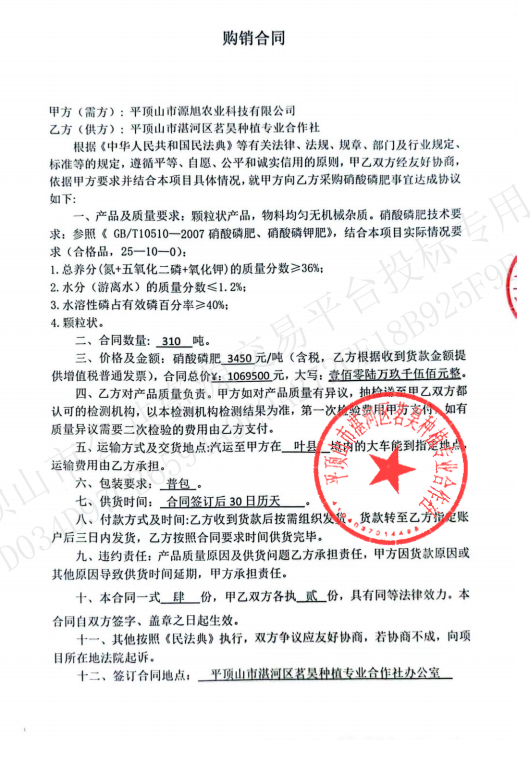 购销合同
甲方（需方）: 平顶山市源旭农业科技有限公司
乙方（供方）: 平顶山市湛河区茗昊种植专业合作社
根据《中华人民共和国民法典》等有关法律、法规、规章、部门及行业规定、
标准等的规定，遵循平等、自愿、公平和诚实信用的原则，甲乙双方经友好协商，
依据甲方要求并结合本项目具体情况，就甲方向乙方采购硝酸磷肥事宜达成协议
如下:
一、产品及质量要求: 颗粒状产品，物料均匀无机械杂质。硝酸磷肥技术要
求: 参照《 GB/T10510—2007 硝酸磷肥、硝酸磷钾肥》，结合本项目实际情况要
求（合格品，25—10—0）；
1.总养分(氮+五氧化二磷+氧化钾)的质量分数≥36%;
2.水分（游离水）的质量分数≤1.2%;
3.水溶性磷占有效磷百分率≥40%;
4.颗粒状。
二、合同数量: 310 吨。
三、价格及金额: 硝酸磷肥 3450 元/吨（含税，乙方根据收到货款金额提
供增值税普通发票），合同总价¥: 1069500 元，大写: 壹佰零陆万玖千伍佰佰元整。
四、乙方对产品质量负责。甲方如对产品质量有异议，抽检送至甲乙双方都
认可的检测机构，以本检测机构检测结果为准，第一次检验费用甲方支付，如有
质量异议需要二次检验的费用由乙方支付。
五、运输方式及交货地点:汽运至甲方在 叶县 境内的大车能到指定地点，
运输费用由乙方承担。
六、包装要求: 普包 。
七、供货时间: 合同签订后 30 日历天 。
八、付款方式及时间:乙方收到货款后按需组织发货，货款转至乙方指定账
户后三日内发货，乙方按照合同要求时间供货完毕。
九、违约责任: 产品质量原因及供货问题乙方承担责任，甲方因货款原因或
其他原因导致供货时间延期，甲方承担责任。
十、本合同一式 肆 份，甲乙双方各执 贰 份，具有同等法律效力。本
合同自双方签字、盖章之日起生效。
十一、其他按照《民法典》执行，双方争议应友好协商，若协商不成，向项
目所在地法院起诉。
十二、签订合同地点: 平顶山市湛河区茗昊种植专业合作社办公室
平顶山市湛河区茗昊种植专业合作社